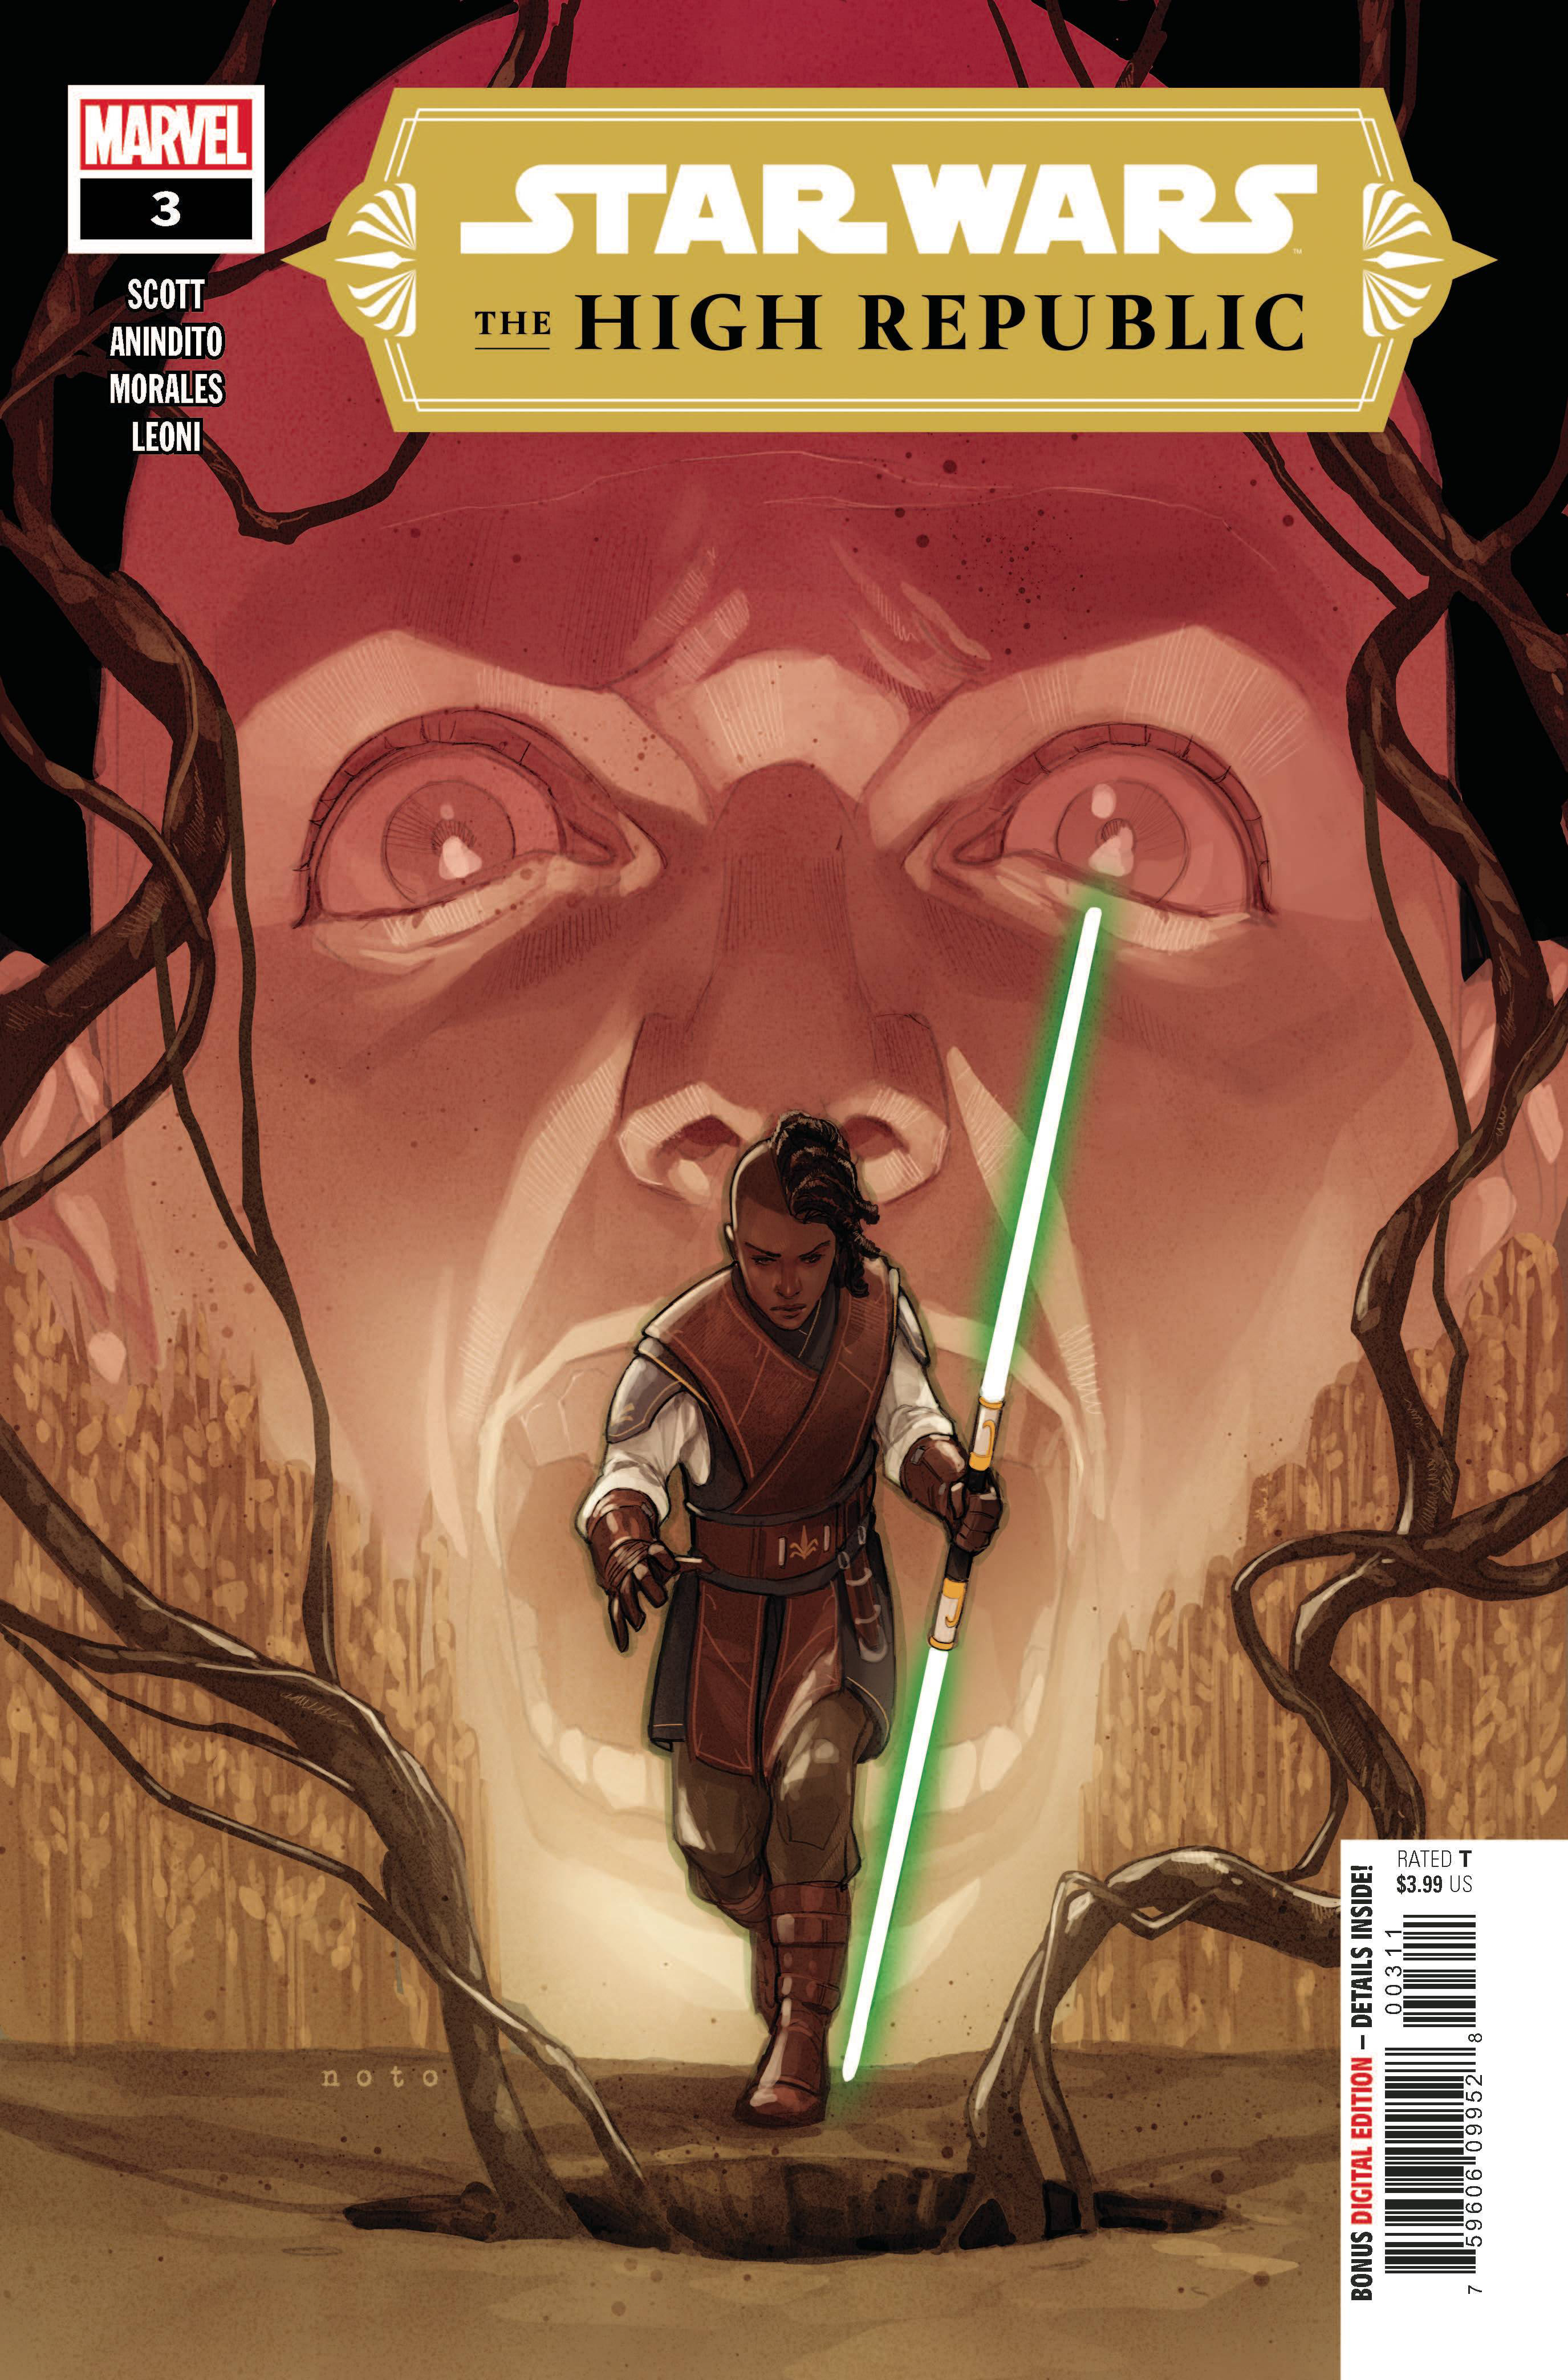 MARVEL
3
SCOTT
ANINDITO
MORALES
LEONI
STAR WARS™
THE HIGH REPUBLIC
noto
RATED T
$3.99 US
BONUS DIGITAL EDITION – DETAILS INSIDE!
00311
7 59606 09952 8